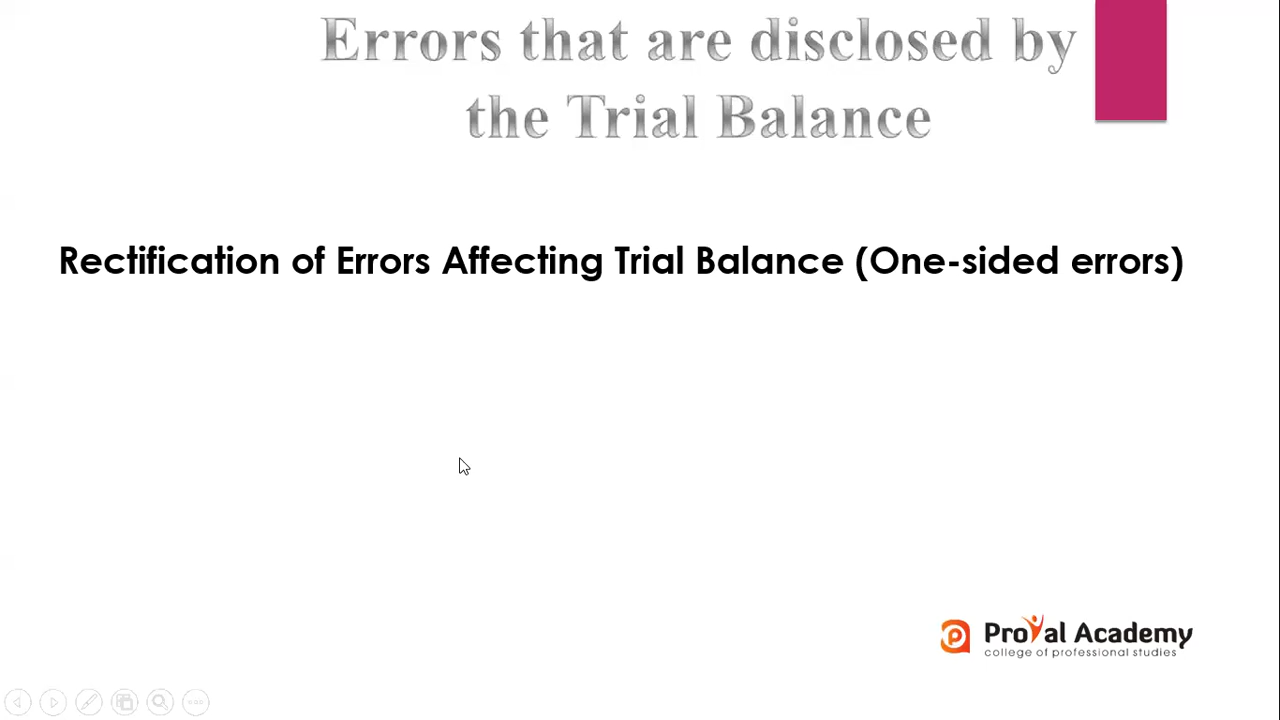 Errors that are disclosed by
the Trial Balance
Rectification of Errors Affecting Trial Balance (One-sided errors)
ProVal Academy
college of professional studies